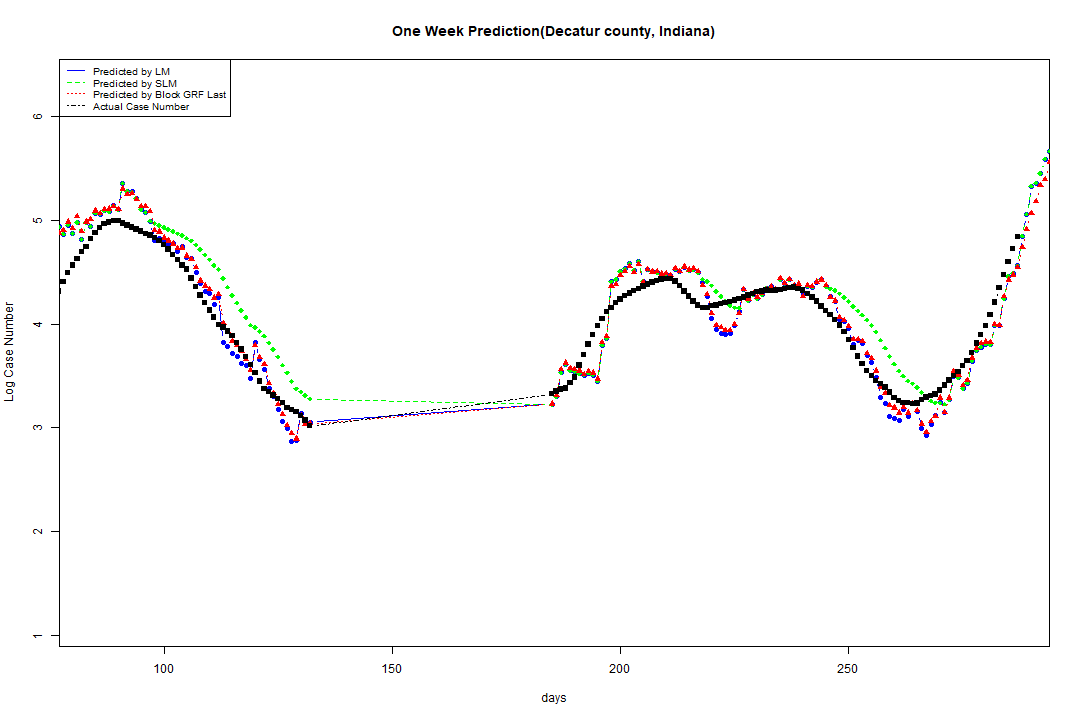 One Week Prediction(Decatur county, Indiana)
Predicted by LM
Predicted by SLM
Predicted by Block GRF Last
Actual Case Number
6
5
4
3
2
1
Log Case Number
100 150 200 250
days